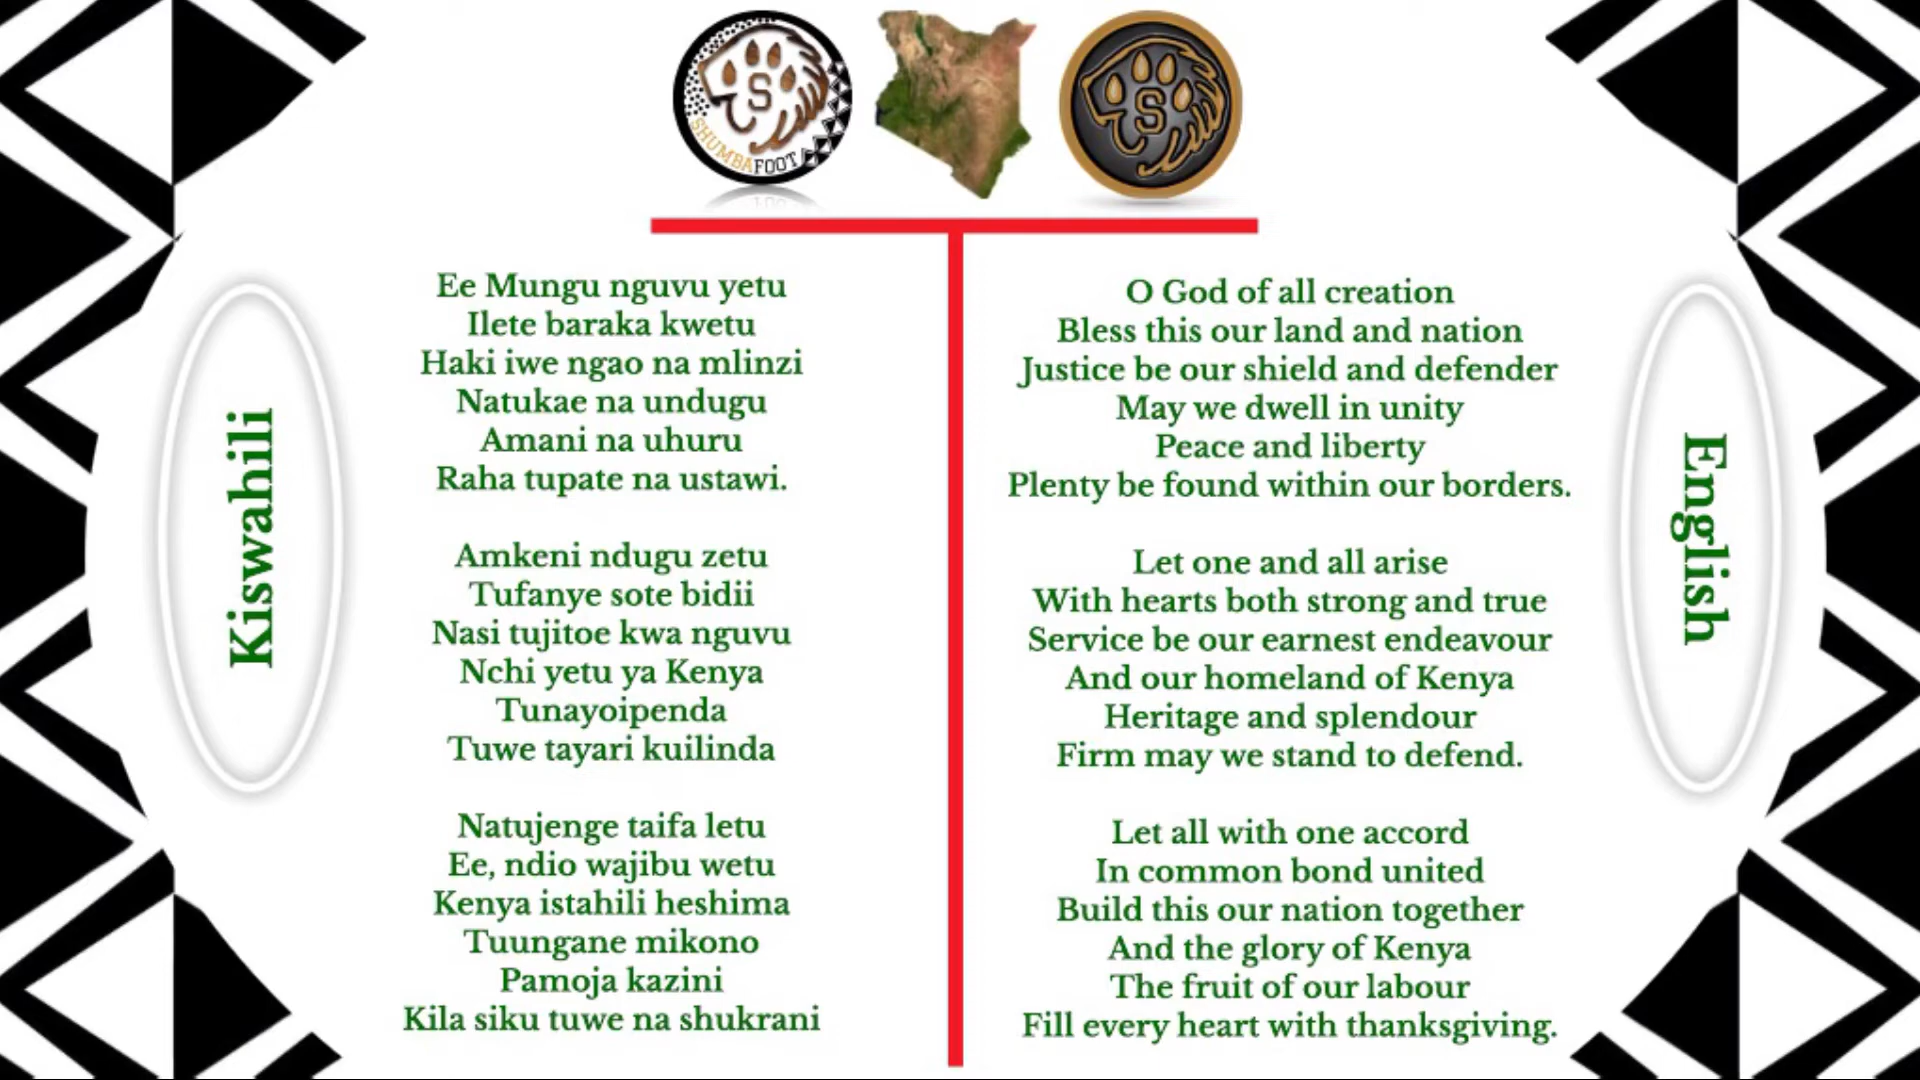 S
SHUMBAFOOT
S
Kiswahili
Ee Mungu nguvu yetu
Ilete baraka kwetu
Haki iwe ngao na mlinzi
Natukae na undugu
Amani na uhuru
Raha tupate na ustawi.
Amkeni ndugu zetu
Tufanye sote bidii
Nasi tujitoe kwa nguvu
Nchi yetu ya Kenya
Tunayoipenda
Tuwe tayari kuilinda
Natujenge taifa letu
Ee, ndio wajibu wetu
Kenya istahili heshima
Tuungane mikono
Pamoja kazini
Kila siku tuwe na shukrani
O God of all creation
Bless this our land and nation
Justice be our shield and defender
May we dwell in unity
Peace and liberty
Plenty be found within our borders.
Let one and all arise
With hearts both strong and true
Service be our earnest endeavour
And our homeland of Kenya
Heritage and splendour
Firm may we stand to defend.
Let all with one accord
In common bond united
Build this our nation together
And the glory of Kenya
The fruit of our labour
Fill every heart with thanksgiving.
English